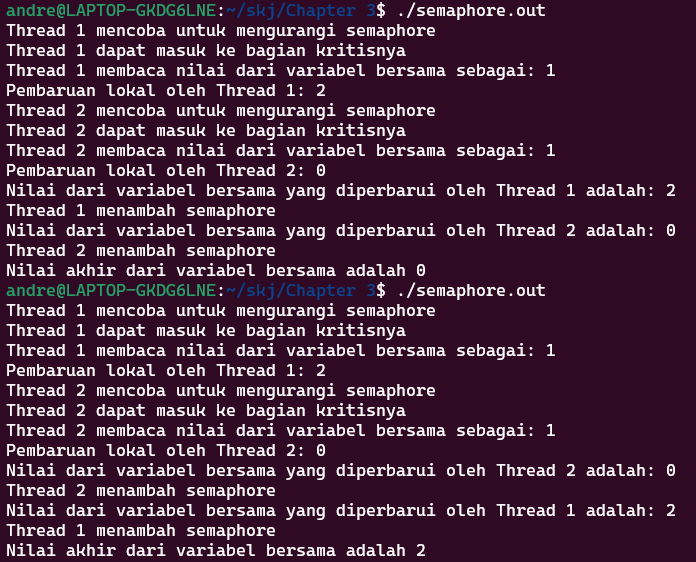 andre@LAPTOP-GKDG6LNE:~/skj/Chapter 3$ ./semaphore.out
Thread 1 mencoba untuk mengurangi semaphore
Thread 1 dapat masuk ke bagian kritisnya
Thread 1 membaca nilai dari variabel bersama sebagai: 1
Pembaruan lokal oleh Thread 1: 2
Thread 2 mencoba untuk mengurangi semaphore
Thread 2 dapat masuk ke bagian kritisnya
Thread 2 membaca nilai dari variabel bersama sebagai: 1
Pembaruan lokal oleh Thread 2: 0
Nilai dari variabel bersama yang diperbarui oleh Thread 1 adalah: 2
Thread 1 menambah semaphore
Nilai dari variabel bersama yang diperbarui oleh Thread 2 adalah: 0
Thread 2 menambah semaphore
Nilai akhir dari variabel bersama adalah 0
andre@LAPTOP-GKDG6LNE:~/skj/Chapter 3$ ./semaphore.out
Thread 1 mencoba untuk mengurangi semaphore
Thread 1 dapat masuk ke bagian kritisnya
Thread 1 membaca nilai dari variabel bersama sebagai: 1
Pembaruan lokal oleh Thread 1: 2
Thread 2 mencoba untuk mengurangi semaphore
Thread 2 dapat masuk ke bagian kritisnya
Thread 2 membaca nilai dari variabel bersama sebagai: 1
Pembaruan lokal oleh Thread 2: 0
Nilai dari variabel bersama yang diperbarui oleh Thread 2 adalah: 0
Thread 2 menambah semaphore
Nilai dari variabel bersama yang diperbarui oleh Thread 1 adalah: 2
Thread 1 menambah semaphore
Nilai akhir dari variabel bersama adalah 2